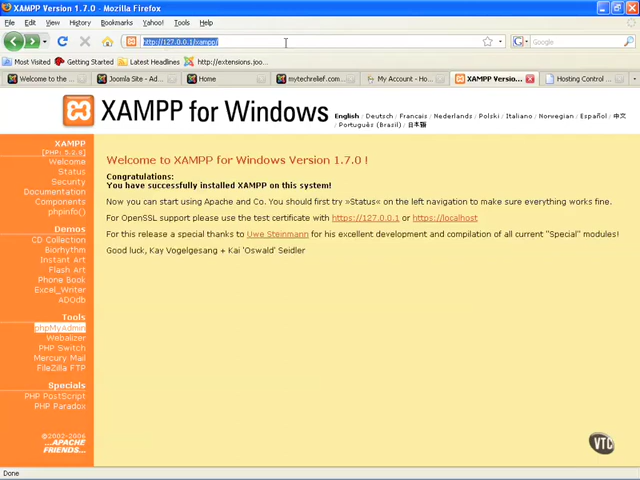 XAMPP Version 1.7.0 - Mozilla Firefox
File Edit View History Bookmarks Yahoo! Tools Help
http://127.0.0.1/xampp/
Google
Most Visited Getting Started Latest Headlines http://extensions.joo...
Welcome to the ... Joomla Site - Ad... Home mytechrelief.com... My Account - Ho... XAMPP Versio... Hosting Control ...
XAMPP for Windows
English / Deutsch / Francais / Nederlands / Polski / Italiano / Norwegian / Español / 中文
/ Português (Brasil) / 日本語
XAMPP
[PHP: 5.2.8]
Welcome
Status
Security
Documentation
Components
phpinfo()
Demos
CD Collection
Biorhythm
Instant Art
Flash Art
Phone Book
Excel_Writer
ADOdb
Tools
phpMyAdmin
Webalizer
PHP Switch
Mercury Mail
FileZilla FTP
Specials
PHP PostScript
PHP Paradox
©2002-2006
...APACHE
FRIENDS...
Welcome to XAMPP for Windows Version 1.7.0 !
Congratulations:
You have successfully installed XAMPP on this system!
Now you can start using Apache and Co. You should first try »Status« on the left navigation to make sure everything works fine.
For OpenSSL support please use the test certificate with https://127.0.0.1 or https://localhost
For this release a special thanks to Uwe Steinmann for his excellent development and compilation of all current "Special" modules!
Good luck, Kay Vogelgesang + Kai 'Oswald' Seidler
VTC
Done